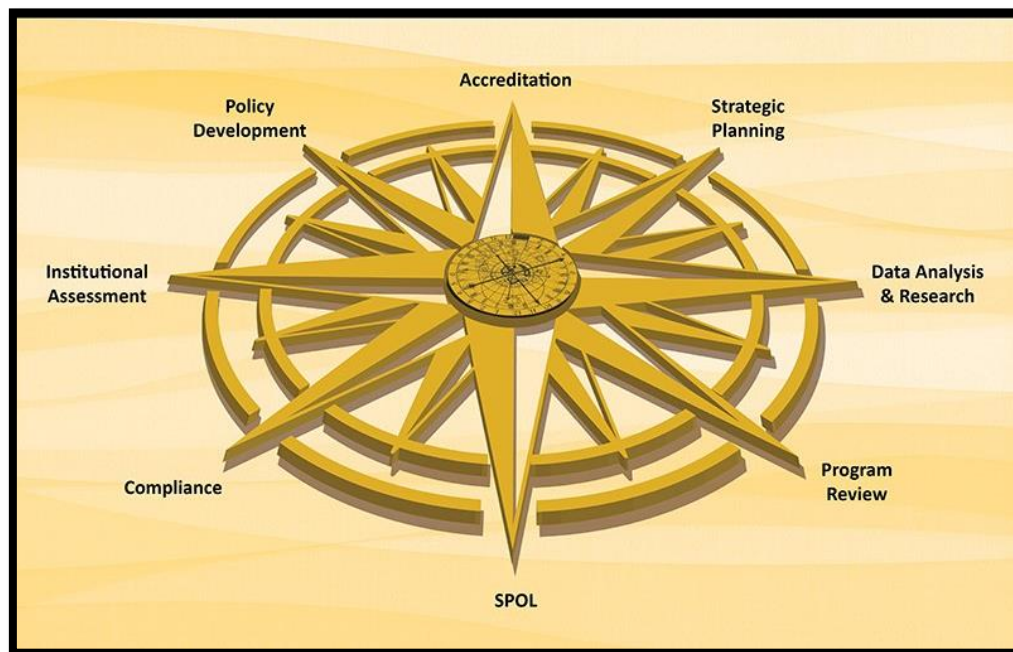 Accreditation
Policy
Development
Strategic
Planning
Institutional
Assessment
Data Analysis
& Research
Compliance
Program
Review
SPOL